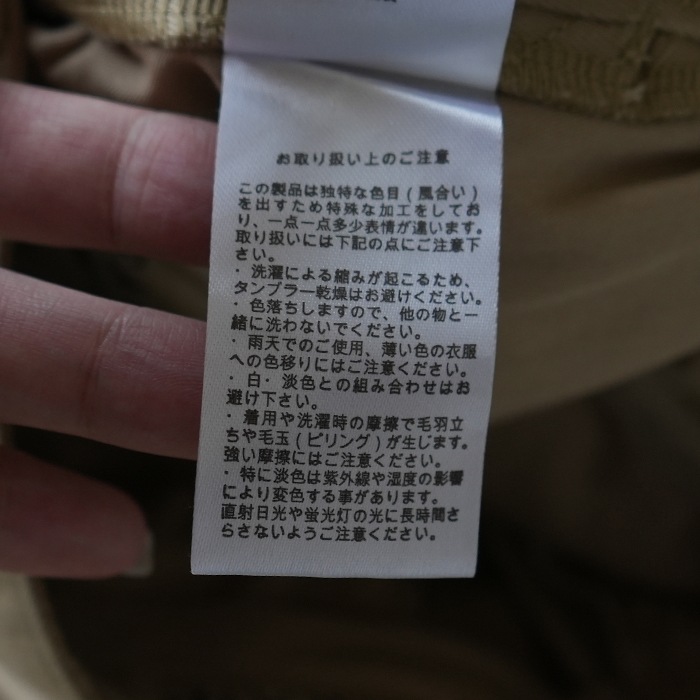 お取り扱い上のご注意
この製品は独特な色目(風合い)
を出すため特殊な加工をしてお
り、一点一点多少表情が違います。
取り扱いには下記の点にご注意下
さい。
・洗濯による縮みが起こるため、
タンブラー乾燥はお避けください。
・色落ちしますので、他の物と一
緒に洗わないでください。
・雨天でのご使用、薄い色の衣服
への色移りにはご注意ください。
・白・淡色との組み合わせはお
避け下さい。
・着用や洗濯時の摩擦で毛羽立
ちや毛玉(ピリング)が生じます。
強い摩擦にはご注意ください。
・特に淡色は紫外線や湿度の影響
により変色する事があります。
直射日光や蛍光灯の光に長時間さ
らさないようご注意ください。